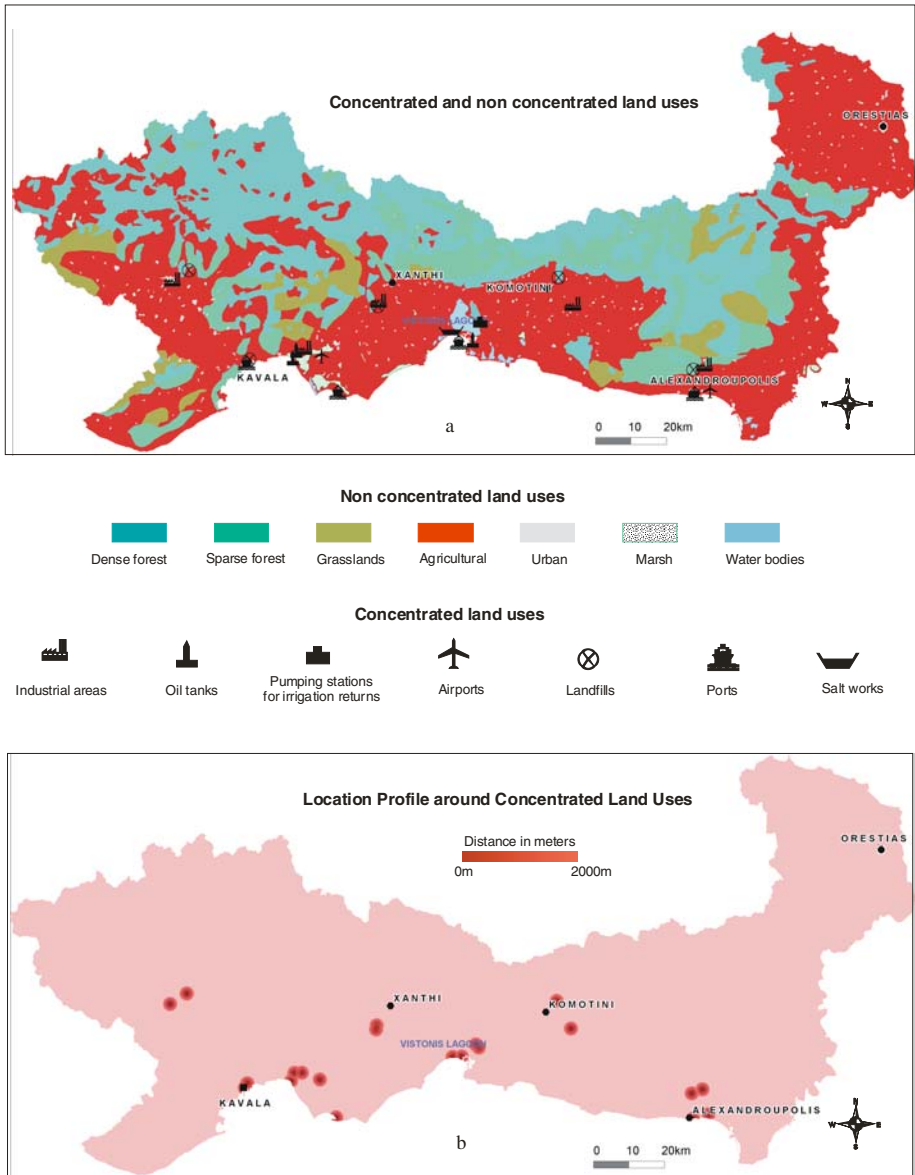 Concentrated and non concentrated land uses
ORESTIAS
XANTHI
KOMOTINI
VISTONIS LAGOON
KAVALA
ALEXANDROUPOLIS
N
W E
S
a
0 10 20km
Non concentrated land uses
Dense forest Sparse forest Grasslands Agricultural Urban Marsh Water bodies
Concentrated land uses
Industrial areas Oil tanks Pumping stations for irrigation returns Airports Landfills Ports Salt works
Location Profile around Concentrated Land Uses
Distance in meters
0m 2000m
ORESTIAS
XANTHI
KOMOTINI
VISTONIS LAGOON
KAVALA
ALEXANDROUPOLIS
N
W E
S
b
0 10 20km